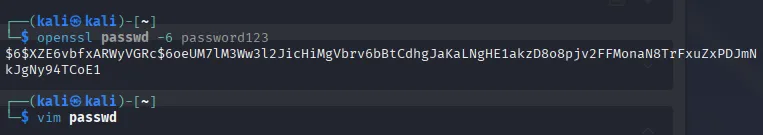 ┌──(kali㉿kali)-[~]
└─$ openssl passwd -6 password123
$6$XZE6vbfxARWyVGRc$6oeUM7lM3Ww3l2JicHiMgVbrv6bBtCdhgJaKaLNgHE1akzD8o8pjv2FFMonaN8TrFxuZxPDJmN
kJgNy94TCoE1
┌──(kali㉿kali)-[~]
└─$ vim passwd